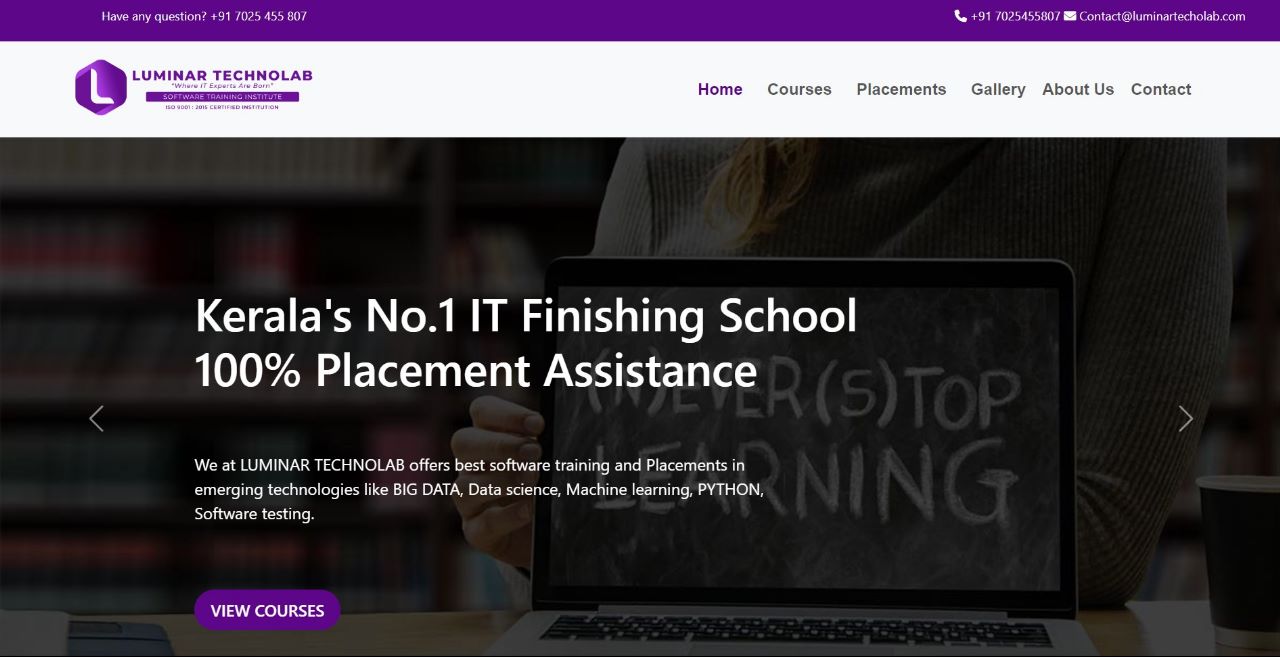 Have any question? +91 7025 455 807
+91 7025455807 Contact@luminartecholab.com
LUMINAR TECHNOLAB
"Where IT Experts Are Born"
SOFTWARE TRAINING INSTITUTE
ISO 9001 : 2015 CERTIFIED INSTITUTION
Home Courses Placements Gallery About Us Contact
Kerala's No.1 IT Finishing School
100% Placement Assistance
(N)EVER(S)TOP
LEARNING
We at LUMINAR TECHNOLAB offers best software training and Placements in
emerging technologies like BIG DATA, Data science, Machine learning, PYTHON,
Software testing.
VIEW COURSES